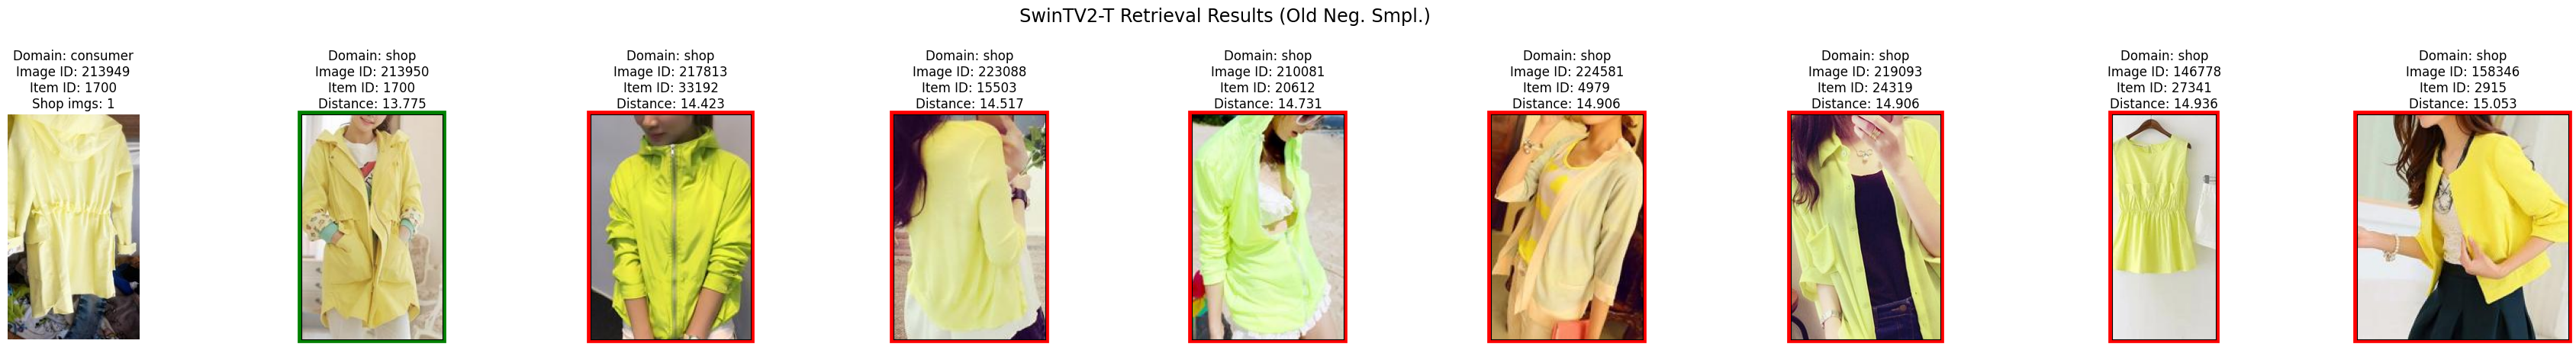 SwinTV2-T Retrieval Results (Old Neg. Smpl.)
Domain: consumer
Image ID: 213949
Item ID: 1700
Shop imgs: 1
Domain: shop
Image ID: 213950
Item ID: 1700
Distance: 13.775
Domain: shop
Image ID: 217813
Item ID: 33192
Distance: 14.423
Domain: shop
Image ID: 223088
Item ID: 15503
Distance: 14.517
Domain: shop
Image ID: 210081
Item ID: 20612
Distance: 14.731
Domain: shop
Image ID: 224581
Item ID: 4979
Distance: 14.906
Domain: shop
Image ID: 219093
Item ID: 24319
Distance: 14.906
Domain: shop
Image ID: 146778
Item ID: 27341
Distance: 14.936
Domain: shop
Image ID: 158346
Item ID: 2915
Distance: 15.053